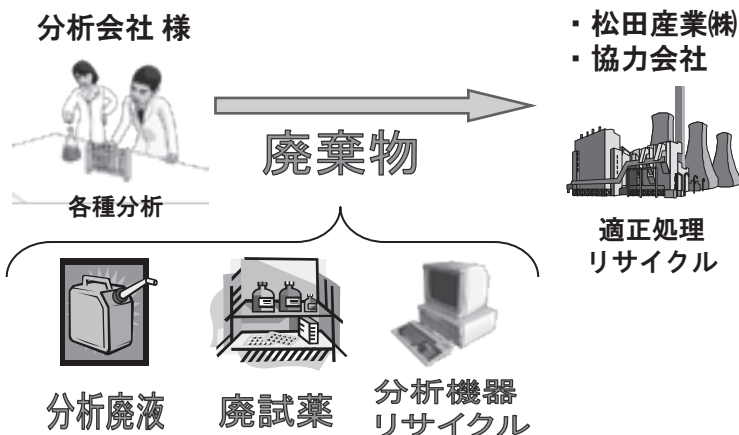 分析会社 様
・松田産業㈱
・協力会社
廃棄物
各種分析
適正処理
リサイクル
分析廃液
廃試薬
分析機器
リサイクル